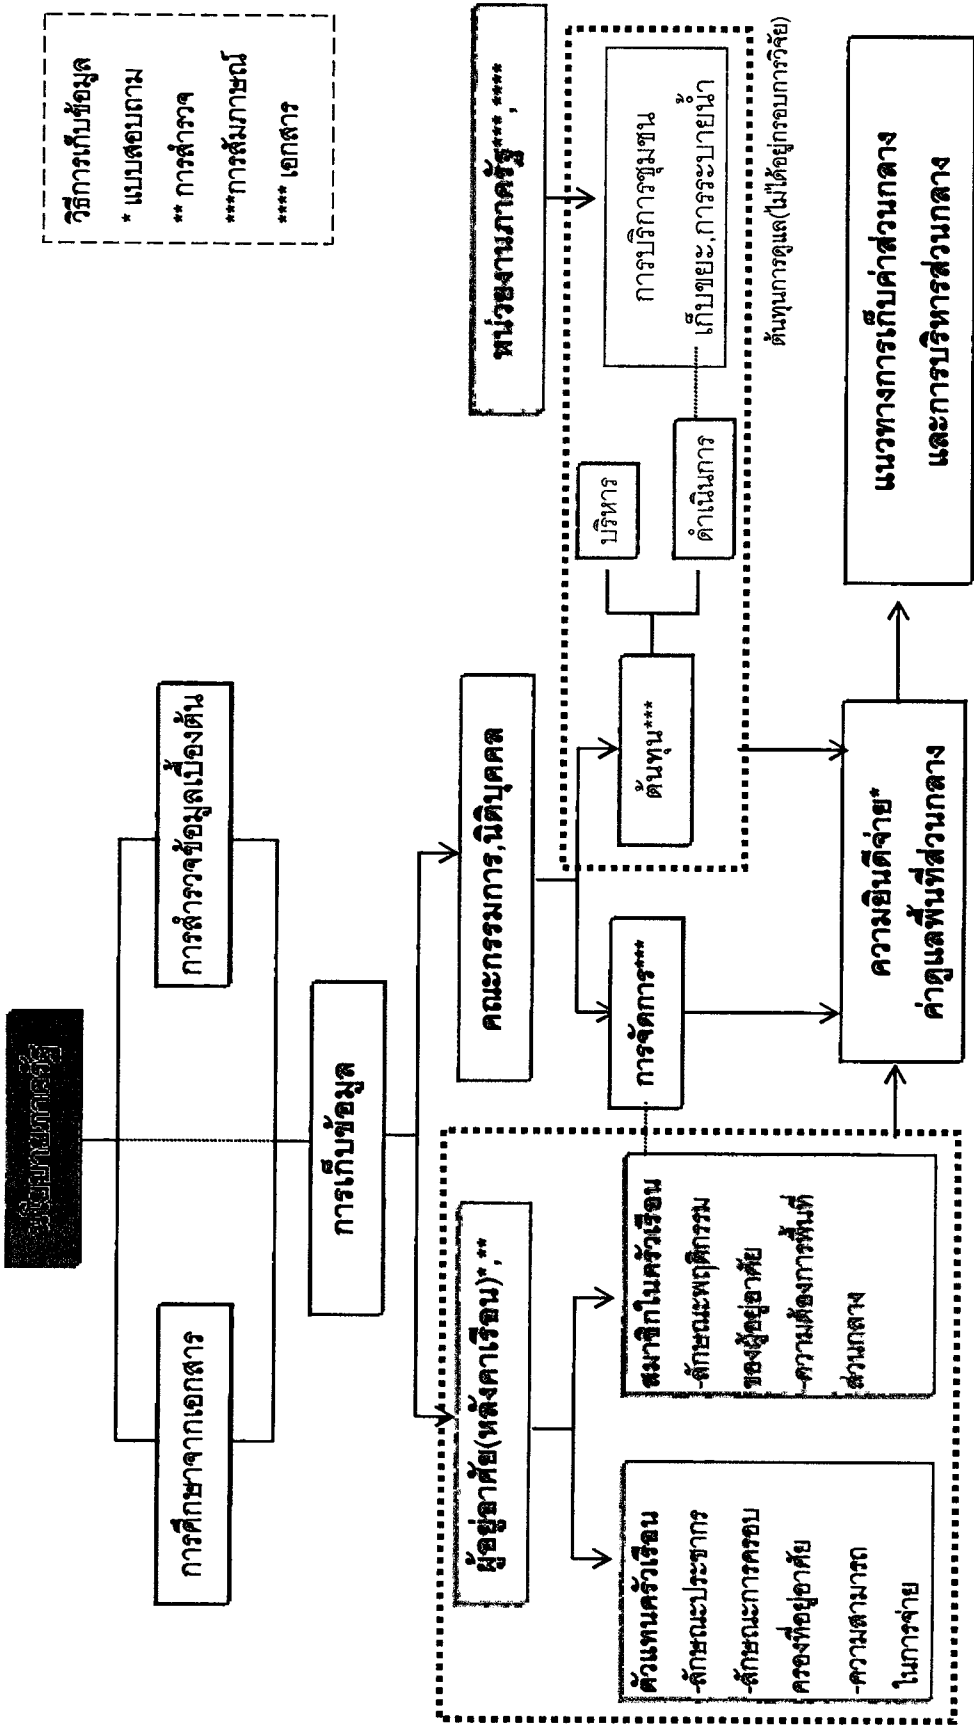 นโยบายภาครัฐ
การศึกษาจากเอกสาร
การสำรวจข้อมูลเบื้องต้น
วิธีการเก็บข้อมูล
* แบบสอบถาม
** การสำรวจ
***การสัมภาษณ์
**** เอกสาร
การเก็บข้อมูล
ผู้อยู่อาศัย(หลังคาเรือน)*,**
คณะกรรมการ,นิติบุคคล
หน่วยงานภาครัฐ***,****
ตัวแทนครัวเรือน
-ลักษณะประชากร
-ลักษณะการครอบ
ครองที่อยู่อาศัย
-ความสามารถ
ในการจ่าย
สมาชิกในครัวเรือน
-ลักษณะพฤติกรรม
ของผู้อยู่อาศัย
-ความต้องการพื้นที่
ส่วนกลาง
การจัดการ***
ต้นทุน***
บริหาร
ดำเนินการ
การบริการชุมชน
เก็บขยะ,การระบายน้ำ
ต้นทุนการดูแล(ไม่ได้อยู่กรอบการวิจัย)
ความยินดีจ่าย*
ค่าดูแลพื้นที่ส่วนกลาง
แนวทางการเก็บค่าส่วนกลาง
และการบริหารส่วนกลาง